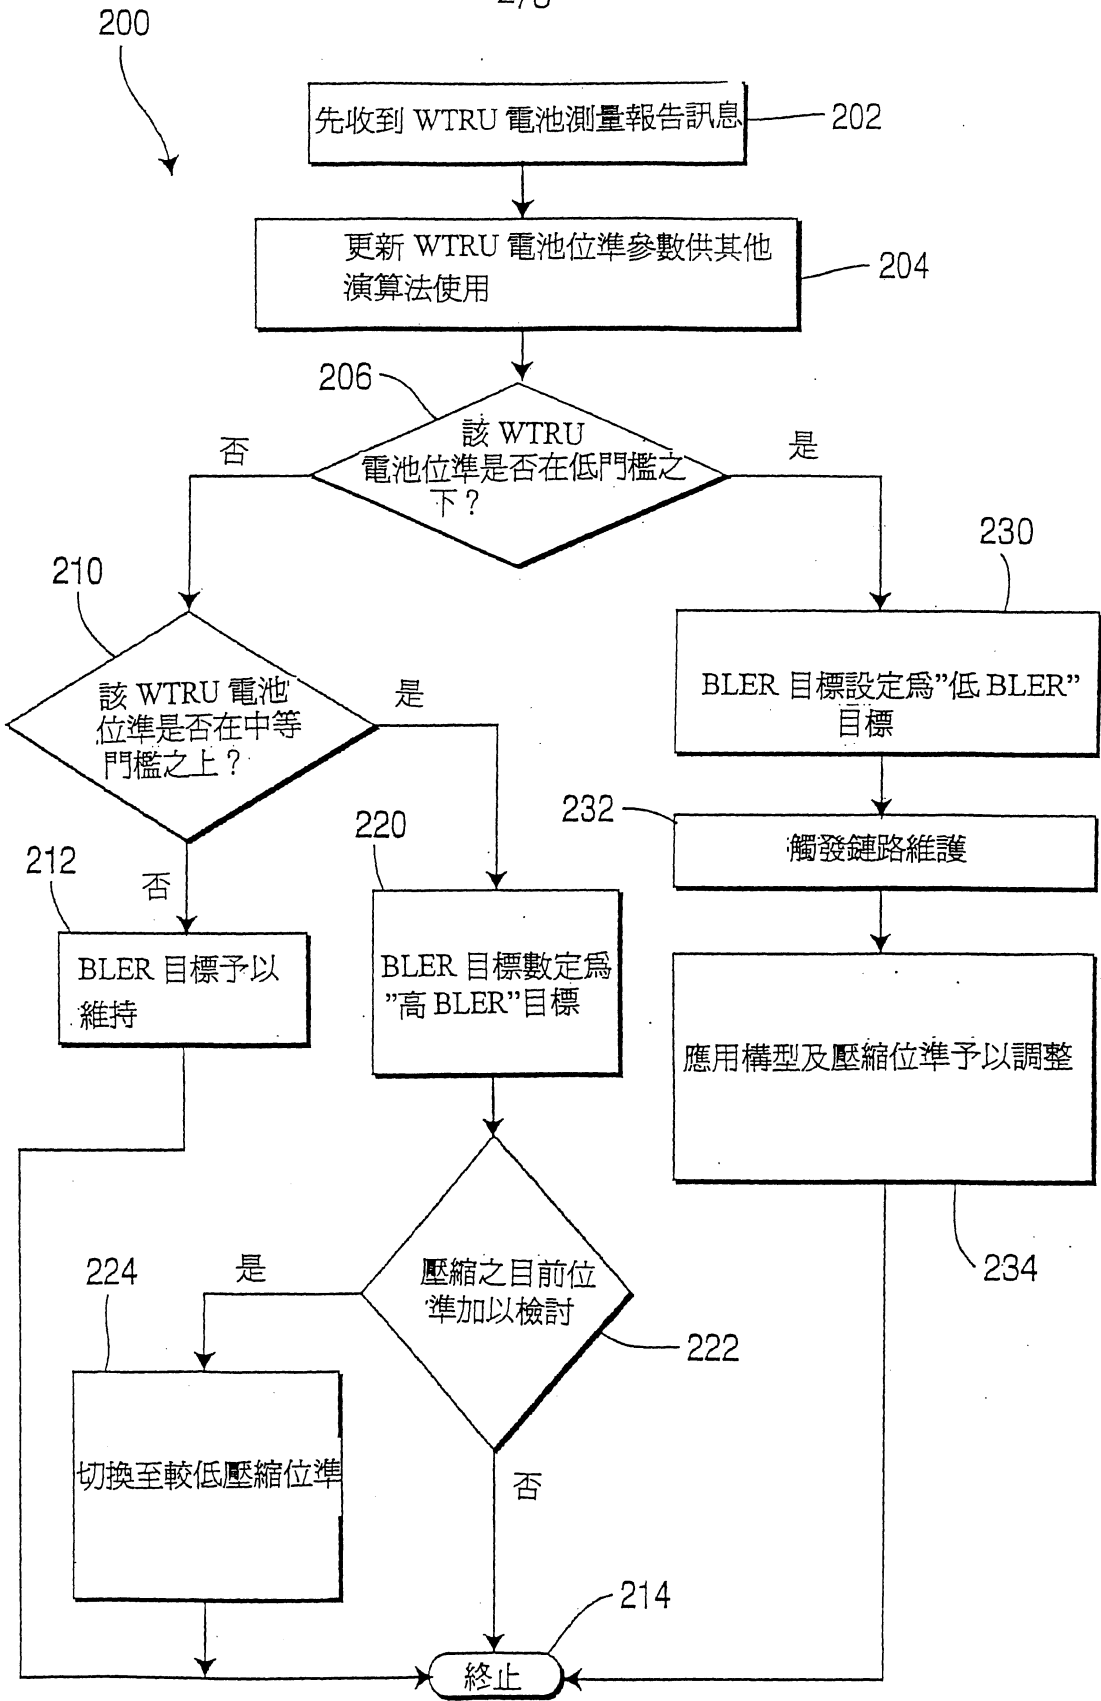 200
先收到 WTRU 電池測量報告訊息
202
更新 WTRU 電池位準參數供其他
演算法使用
204
206
該 WTRU
電池位準是否在低門檻之
下？
否
是
210
該 WTRU 電池
位準是否在中等
門檻之上？
是
否
230
BLER 目標設定爲”低 BLER”
目標
232
觸發鏈路維護
212
BLER 目標予以
維持
220
BLER 目標數定爲
”高 BLER”目標
應用構型及壓縮位準予以調整
234
壓縮之目前位
準加以檢討
222
是
否
224
切換至較低壓縮位準
214
終止